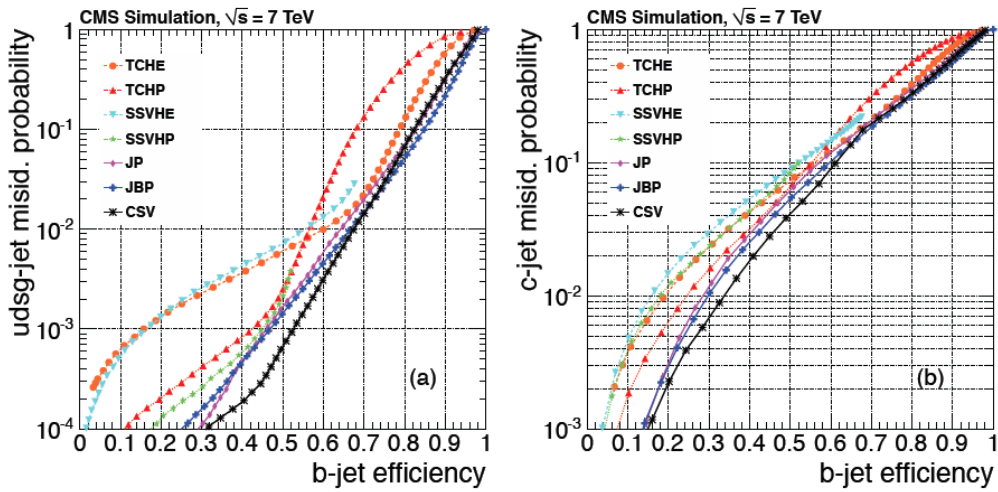 CMS Simulation, √s = 7 TeV
udsg-jet misid. probability
1
10-1
10-2
10-3
10-4
TCHE
TCHP
SSVHE
SSVHP
JP
JBP
CSV
(a)
0 0.1 0.2 0.3 0.4 0.5 0.6 0.7 0.8 0.9 1
b-jet efficiency
CMS Simulation, √s = 7 TeV
c-jet misid. probability
1
10-1
10-2
10-3
TCHE
TCHP
SSVHE
SSVHP
JP
JBP
CSV
(b)
0 0.1 0.2 0.3 0.4 0.5 0.6 0.7 0.8 0.9 1
b-jet efficiency